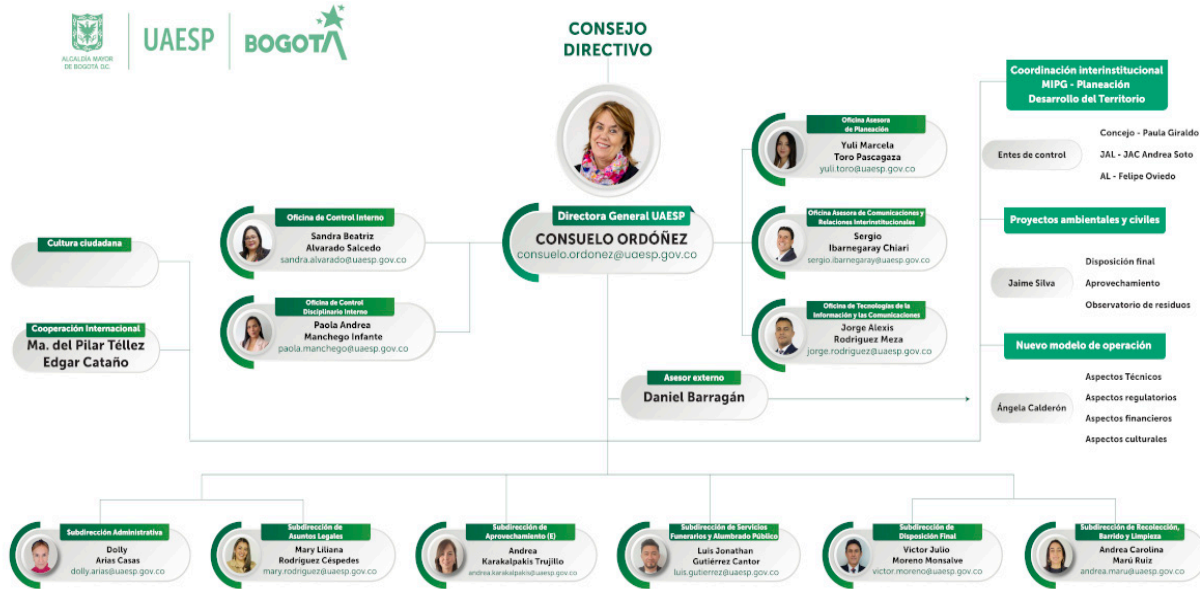 ALCALDÍA MAYOR
DE BOGOTÁ D.C.
UAESP
BOGOTÁ
CONSEJO
DIRECTIVO
Directora General UAESP
CONSUELO ORDÓÑEZ
consuelo.ordonez@uaesp.gov.co
Cultura ciudadana
Cooperación Internacional
Ma. del Pilar Téllez
Edgar Cataño
Oficina de Control Interno
Sandra Beatriz
Alvarado Salcedo
sandra.alvarado@uaesp.gov.co
Oficina de Control
Disciplinario Interno
Paola Andrea
Manchego Infante
paola.manchego@uaesp.gov.co
Oficina Asesora
de Planeación
Yuli Marcela
Toro Pascagaza
yuli.toro@uaesp.gov.co
Oficina Asesora de Comunicaciones y
Relaciones Interinstitucionales
Sergio
Ibarnegaray Chiari
sergio.ibarnegaray@uaesp.gov.co
Oficina de Tecnologías de la
Información y las Comunicaciones
Jorge Alexis
Rodriguez Meza
jorge.rodriguez@uaesp.gov.co
Asesor externo
Daniel Barragán
Coordinación interinstitucional
MIPG - Planeación
Desarrollo del Territorio
Entes de control
Concejo - Paula Giraldo
JAL - JAC Andrea Soto
AL - Felipe Oviedo
Proyectos ambientales y civiles
Jaime Silva
Disposición final
Aprovechamiento
Observatorio de residuos
Nuevo modelo de operación
Ángela Calderón
Aspectos Técnicos
Aspectos regulatorios
Aspectos financieros
Aspectos culturales
Subdirección Administrativa
Dolly
Arias Casas
dolly.arias@uaesp.gov.co
Subdirección de
Asuntos Legales
Mary Liliana
Rodríguez Céspedes
mary.rodriguez@uaesp.gov.co
Subdirección de
Aprovechamiento (E)
Andrea
Karakalpakis Trujillo
andrea.karakalpakis@uaesp.gov.co
Subdirección de Servicios
Funerarios y Alumbrado Público
Luis Jonathan
Gutiérrez Cantor
luis.gutierrez@uaesp.gov.co
Subdirección de
Disposición Final
Víctor Julio
Moreno Monsalve
victor.moreno@uaesp.gov.co
Subdirección de Recolección,
Barrido y Limpieza
Andrea Carolina
Marú Ruiz
andrea.maru@uaesp.gov.co